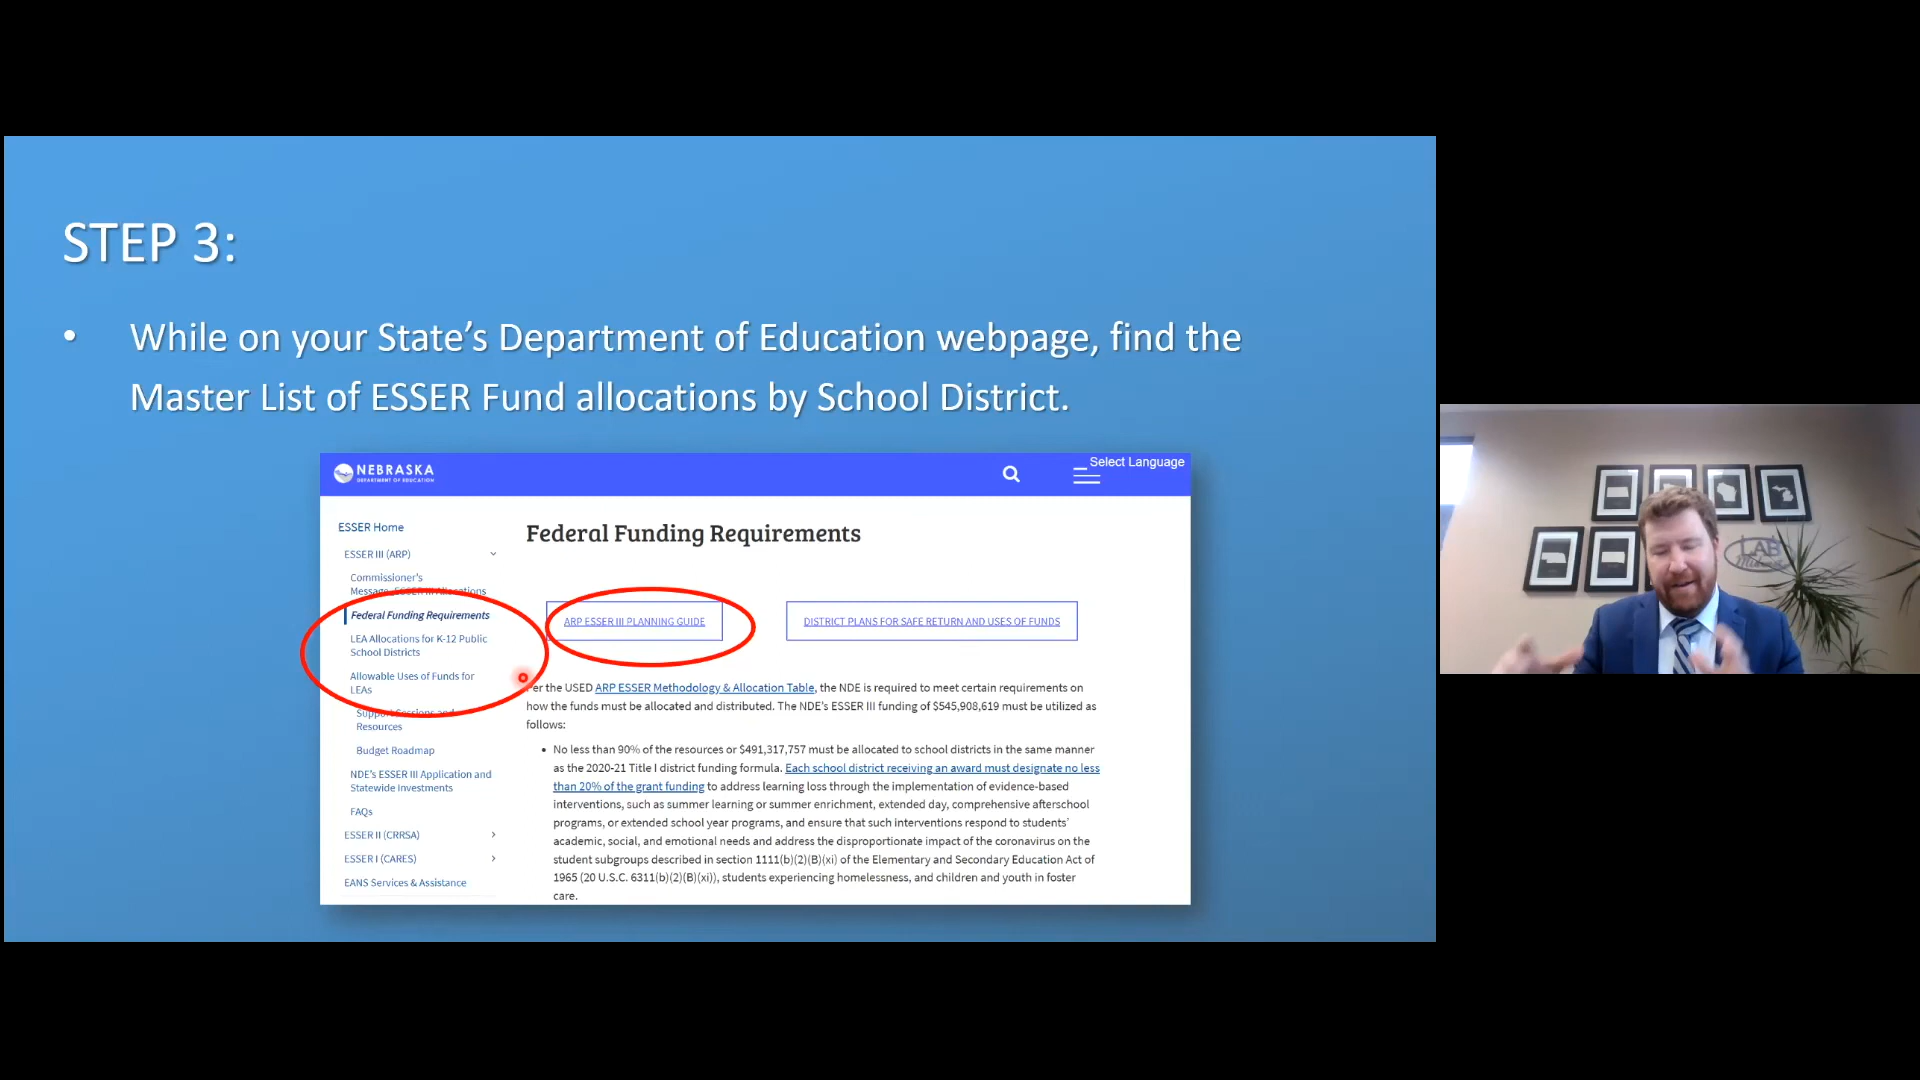 STEP 3:
• While on your State’s Department of Education webpage, find the
Master List of ESSER Fund allocations by School District.
NEBRASKA
DEPARTMENT OF EDUCATION
Select Language
ESSER Home
ESSER III (ARP)
Commissioner's
Message, ESSER III Allocations
Federal Funding Requirements
LEA Allocations for K-12 Public
School Districts
Allowable Uses of Funds for
LEAs
Support Sessions and
Resources
Budget Roadmap
NDE's ESSER III Application and
Statewide Investments
FAQs
ESSER II (CRRSA)
ESSER I (CARES)
EANS Services & Assistance
Federal Funding Requirements
ARP ESSER III PLANNING GUIDE
DISTRICT PLANS FOR SAFE RETURN AND USES OF FUNDS
Per the USED ARP ESSER Methodology & Allocation Table, the NDE is required to meet certain requirements on
how the funds must be allocated and distributed. The NDE's ESSER III funding of $545,908,619 must be utilized as
follows:
• No less than 90% of the resources or $491,317,757 must be allocated to school districts in the same manner
as the 2020-21 Title I district funding formula. Each school district receiving an award must designate no less
than 20% of the grant funding to address learning loss through the implementation of evidence-based
interventions, such as summer learning or summer enrichment, extended day, comprehensive afterschool
programs, or extended school year programs, and ensure that such interventions respond to students’
academic, social, and emotional needs and address the disproportionate impact of the coronavirus on the
student subgroups described in section 1111(b)(2)(B)(xi) of the Elementary and Secondary Education Act of
1965 (20 U.S.C. 6311(b)(2)(B)(xi)), students experiencing homelessness, and children and youth in foster
care.
LAB
Midwest